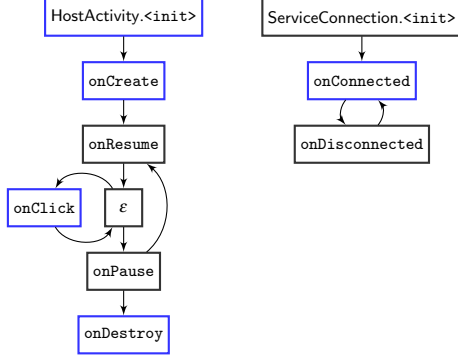 HostActivity.<init>
ServiceConnection.<init>
onCreate
onConnected
onResume
onDisconnected
onClick
ε
onPause
onDestroy